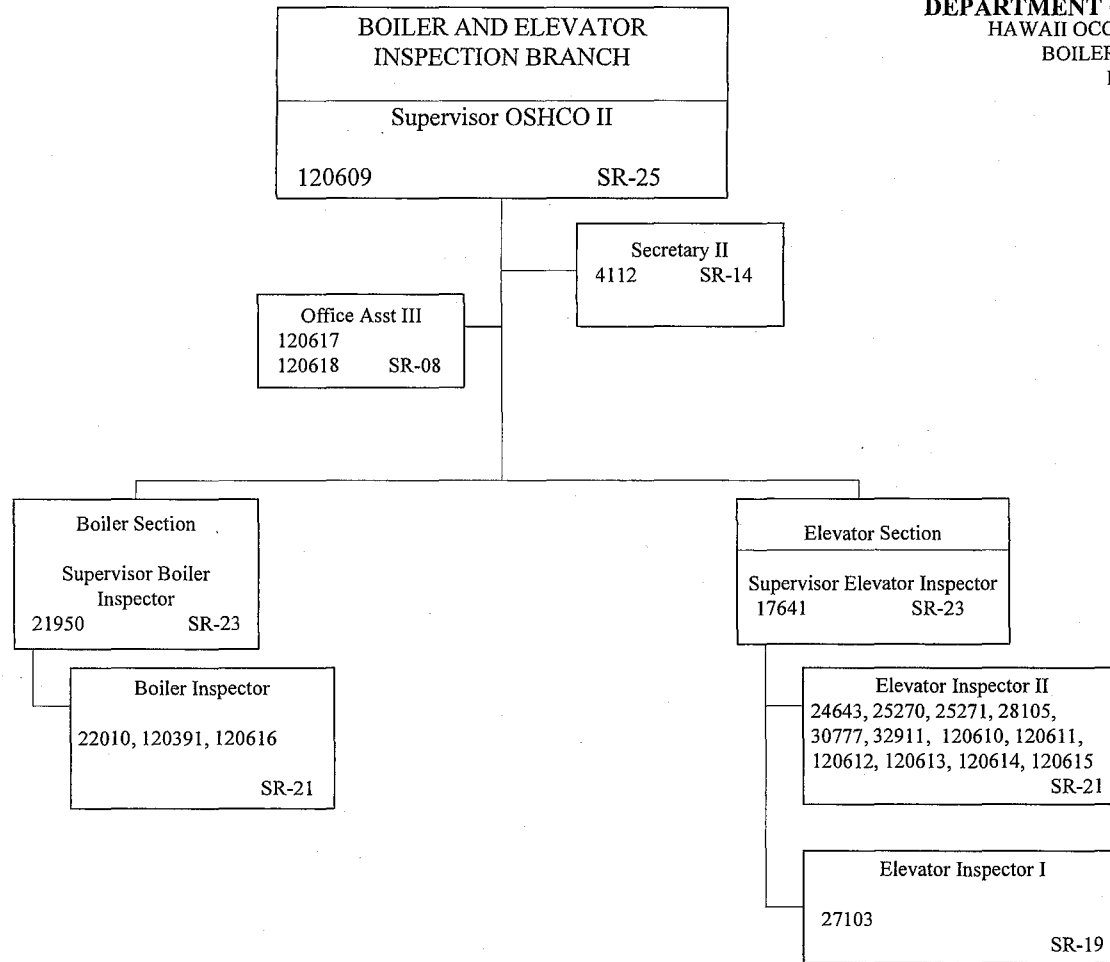 DEPARTMENT
HAWAII OCC
BOILER
BOILER AND ELEVATOR
INSPECTION BRANCH
Supervisor OSHCO II
120609 SR-25
Secretary II
4112 SR-14
Office Asst III
120617
120618 SR-08
Boiler Section
Supervisor Boiler
Inspector
21950 SR-23
Boiler Inspector
22010, 120391, 120616
SR-21
Elevator Section
Supervisor Elevator Inspector
17641 SR-23
Elevator Inspector II
24643, 25270, 25271, 28105,
30777, 32911, 120610, 120611,
120612, 120613, 120614, 120615
SR-21
Elevator Inspector I
27103
SR-19